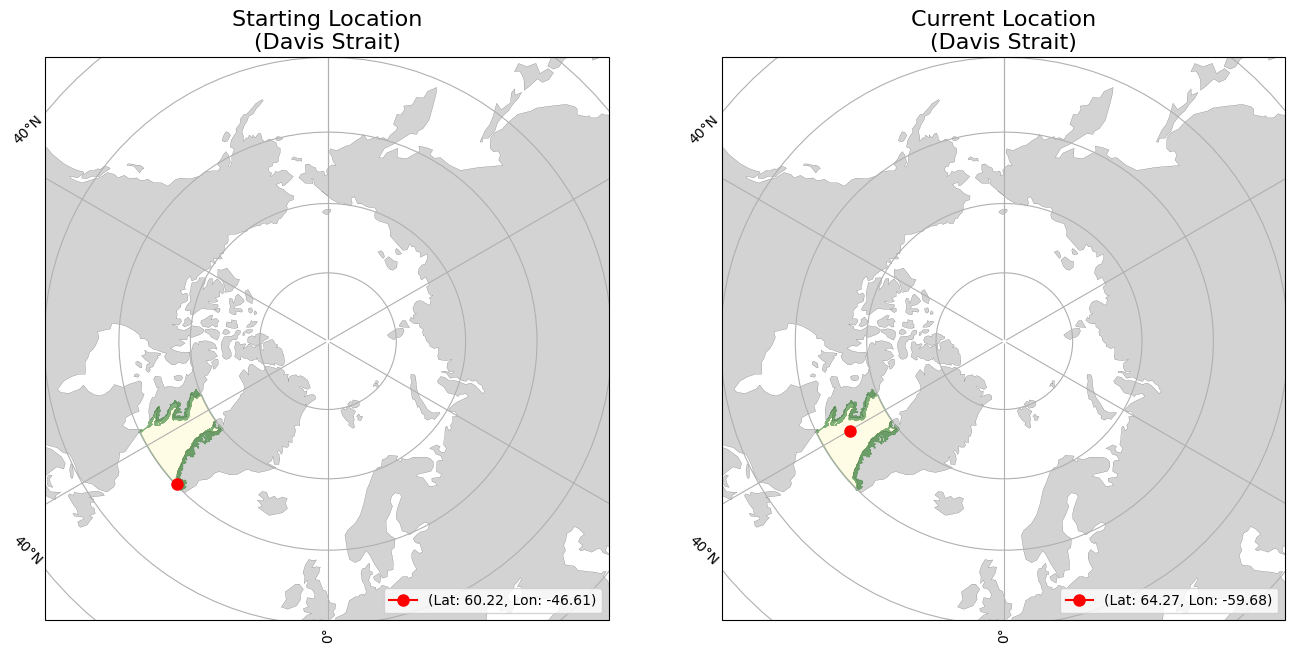 Starting Location
(Davis Strait)
40°N
40°N
0°
(Lat: 60.22, Lon: -46.61)
Current Location
(Davis Strait)
40°N
40°N
0°
(Lat: 64.27, Lon: -59.68)